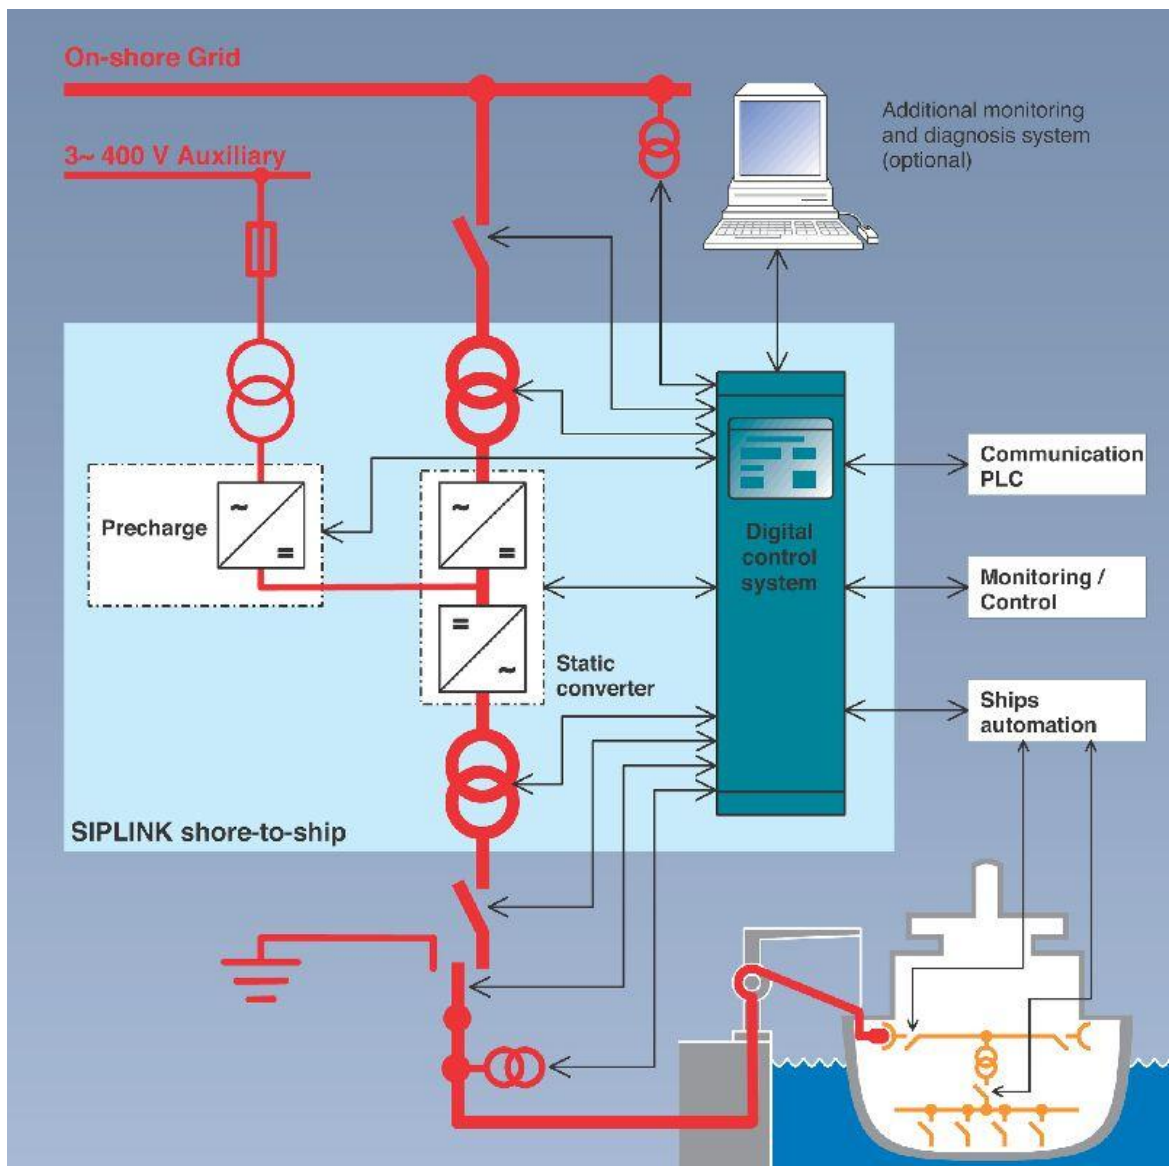 On-shore Grid
3~ 400 V Auxiliary
Additional monitoring
and diagnosis system
(optional)
Precharge
~
=
~
=
=
~
Static
converter
Digital
control
system
Communication
PLC
Monitoring /
Control
Ships
automation
SIPLINK shore-to-ship